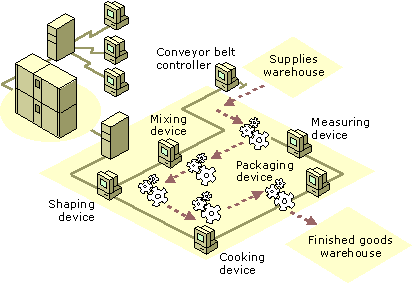 Conveyor belt
controller
Supplies
warehouse
Mixing
device
Measuring
device
Packaging
device
Shaping
device
Cooking
device
Finished goods
warehouse